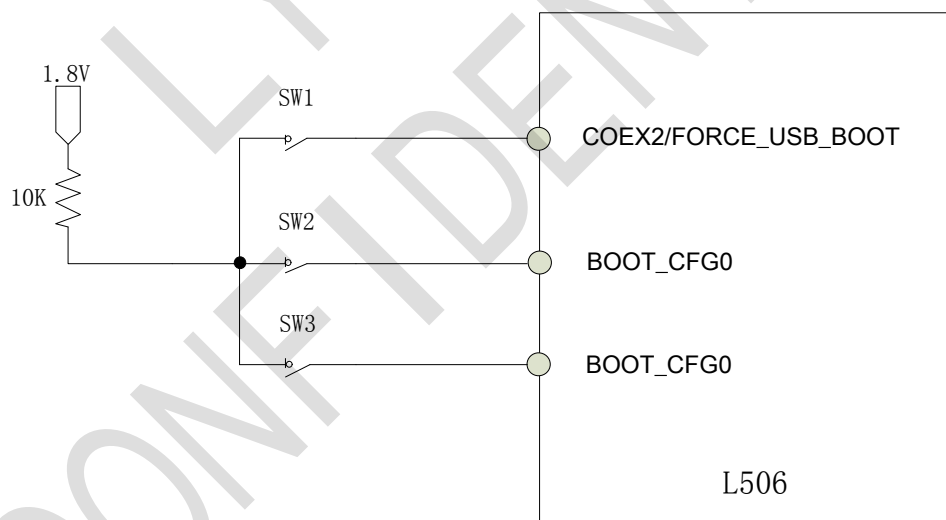 1.8V
SW1
COEX2/FORCE_USB_BOOT
10K
SW2
BOOT_CFG0
SW3
BOOT_CFG0
L506